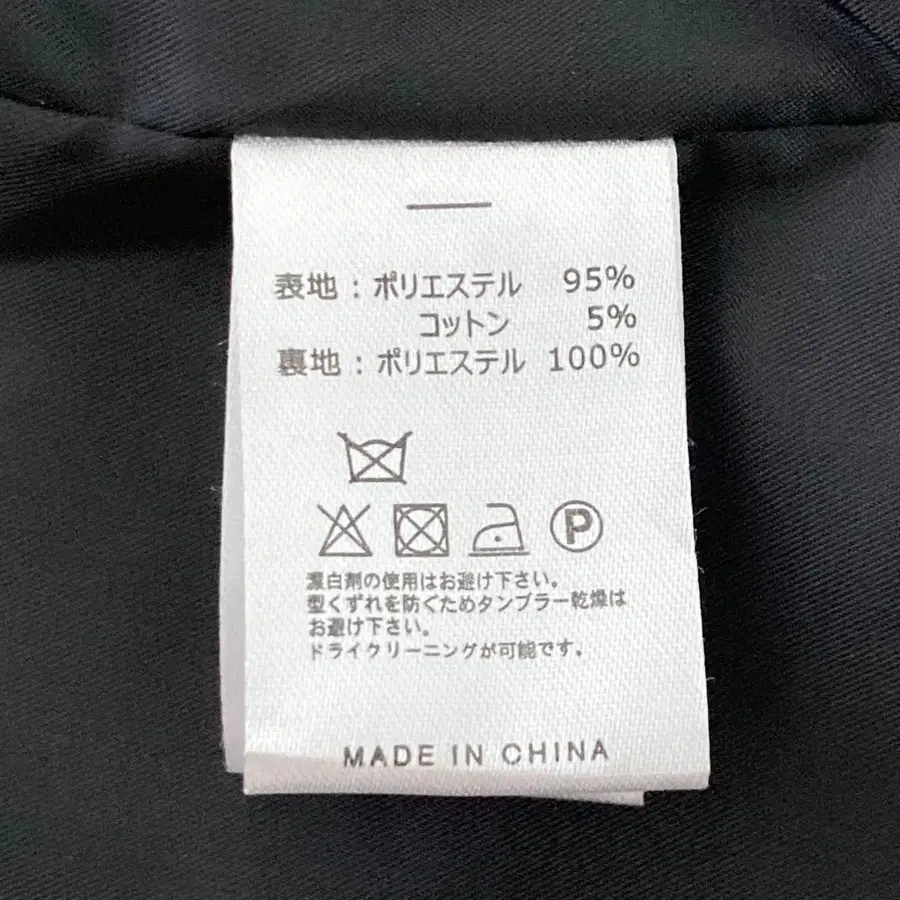 表地：ポリエステル 95%
コットン 5%
裏地：ポリエステル 100%
P
漂白剤の使用はお避け下さい。
型くずれを防ぐためタンブラー乾燥は
お避け下さい。
ドライクリーニングが可能です。
MADE IN CHINA